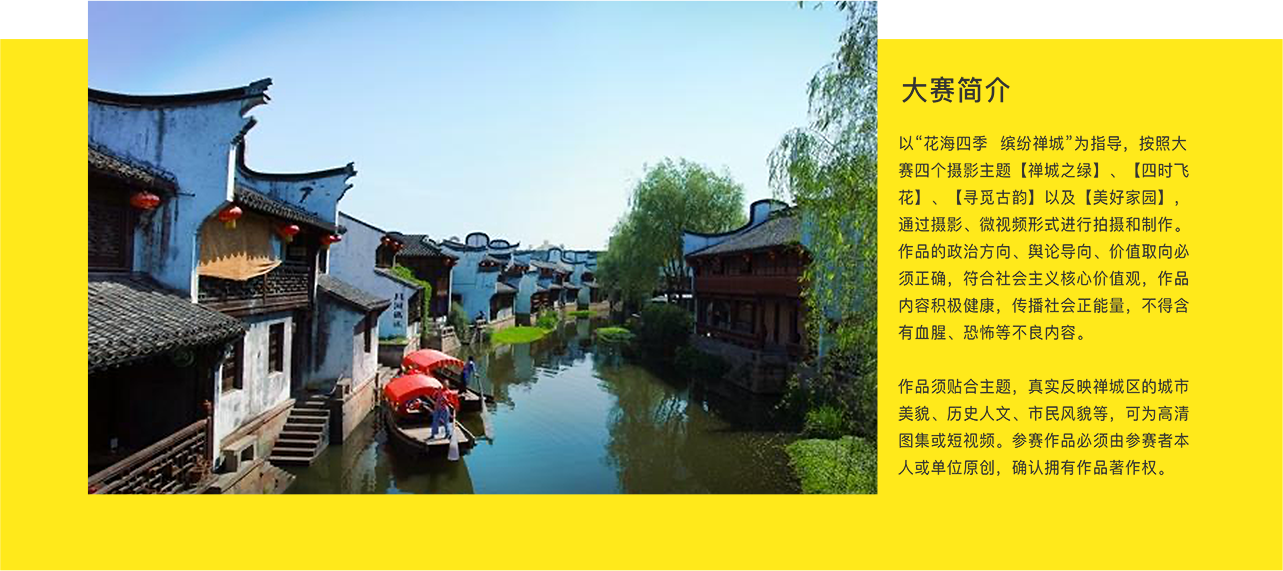 大赛简介
以“花海四季 缤纷禅城”为指导，按照大
赛四个摄影主题【禅城之绿】、【四时飞
花】、【寻觅古韵】以及【美好家园】，
通过摄影、微视频形式进行拍摄和制作。
作品的政治方向、舆论导向、价值取向必
须正确，符合社会主义核心价值观，作品
内容积极健康，传播社会正能量，不得含
有血腥、恐怖等不良内容。
作品须贴合主题，真实反映禅城区的城市
美貌、历史人文、市民风貌等，可为高清
图集或短视频。参赛作品必须由参赛者本
人或单位原创，确认拥有作品著作权。